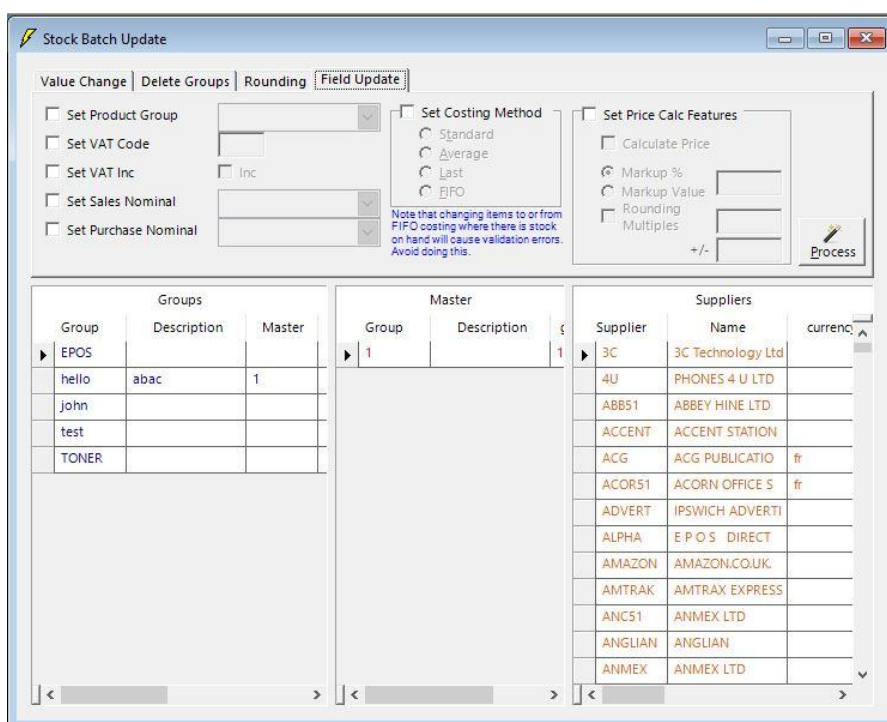 Stock Batch Update
Value Change Delete Groups Rounding Field Update
Set Product Group
Set VAT Code
Set VAT Inc Inc
Set Sales Nominal
Set Purchase Nominal
Set Costing Method
Standard
Average
Last
FIFO
Note that changing items to or from
FIFO costing where there is stock
on hand will cause validation errors.
Avoid doing this.
Set Price Calc Features
Calculate Price
Markup %
Markup Value
Rounding
Multiples
+/-
Process
Groups
Group Description Master
EPOS
hello abac 1
john
test
TONER
Master
Group Description g
1 1
Suppliers
Supplier Name currency
3C 3C Technology Ltd
4U PHONES 4 U LTD
ABB51 ABBEY HINE LTD
ACCENT ACCENT STATION
ACG ACG PUBLICATIO fr
ACOR51 ACORN OFFICE S fr
ADVERT IPSWICH ADVERTI
ALPHA E P O S DIRECT
AMAZON AMAZON.CO.UK.
AMTRAK AMTRAX EXPRESS
ANC51 ANMEX LTD
ANGLIAN ANGLIAN
ANMEX ANMEX LTD